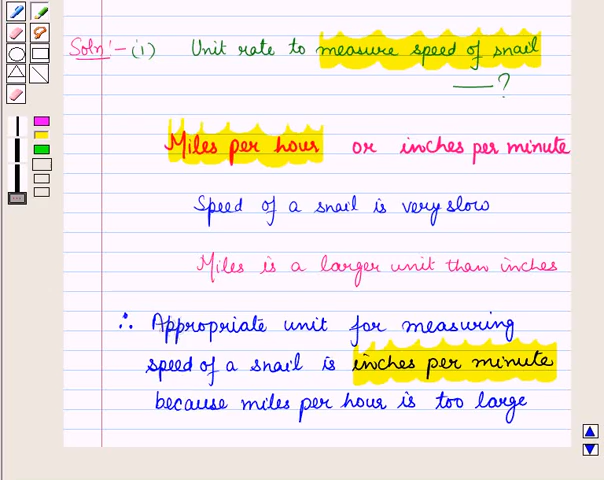 Soln:- (i) Unit rate to measure speed of snail
?
Miles per hour or inches per minute
Speed of a snail is very slow
Miles is a larger unit than inches
∴ Appropriate unit for measuring
speed of a snail is inches per minute
because miles per hour is too large